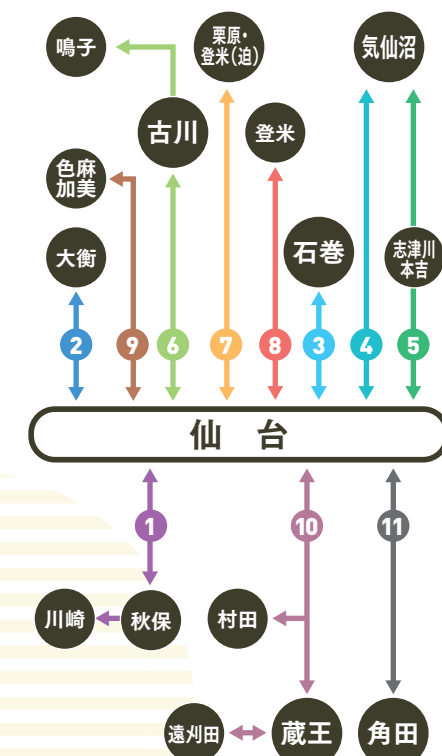 鳴子
栗原・
登米（迫）
気仙沼
古川
登米
色麻
加美
大衡
石巻
志津川
本吉
2
9
6
7
8
3
4
5
仙台
1
10
11
川崎
秋保
村田
遠刈田
蔵王
角田